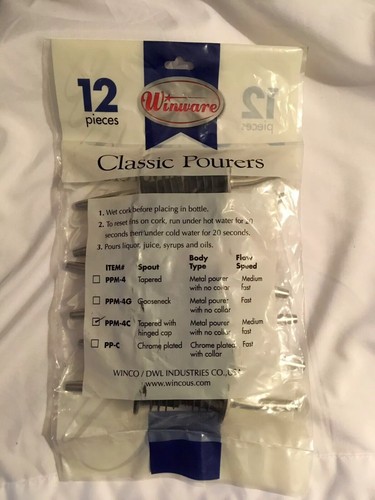 12
pieces
Winware
12
pieces
Classic Pourers
1. Wet cork before placing in bottle.
2. To reset fins on cork, run under hot water for 20
seconds then under cold water for 20 seconds.
3. Pours liquor, juice, syrups and oils.
ITEM# Spout Body Type Flow Speed
PPM-4 Tapered Metal pourer with no collar Medium fast
PPM-4G Gooseneck Metal pourer with no collar Fast
PPM-4C Tapered with hinged cap Metal pourer with no collar Medium fast
PP-C Chrome plated Chrome plated with collar Fast
WINCO / DWL INDUSTRIES CO., USA
www.wincous.com